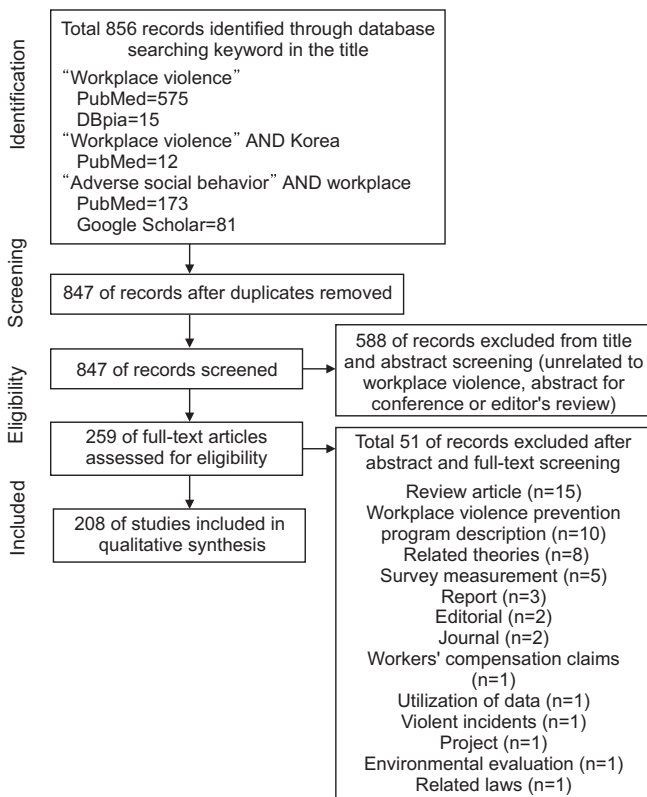 Identification
Total 856 records identified through database
searching keyword in the title
“Workplace violence”
PubMed=575
DBpia=15
“Workplace violence” AND Korea
PubMed=12
“Adverse social behavior” AND workplace
PubMed=173
Google Scholar=81
Screening
847 of records after duplicates removed
Eligibility
847 of records screened
588 of records excluded from title
and abstract screening (unrelated to
workplace violence, abstract for
conference or editor's review)
259 of full-text articles
assessed for eligibility
Total 51 of records excluded after
abstract and full-text screening
Review article (n=15)
Workplace violence prevention
program description (n=10)
Related theories (n=8)
Survey measurement (n=5)
Report (n=3)
Editorial (n=2)
Journal (n=2)
Workers' compensation claims
(n=1)
Utilization of data (n=1)
Violent incidents (n=1)
Project (n=1)
Environmental evaluation (n=1)
Related laws (n=1)
Included
208 of studies included in
qualitative synthesis